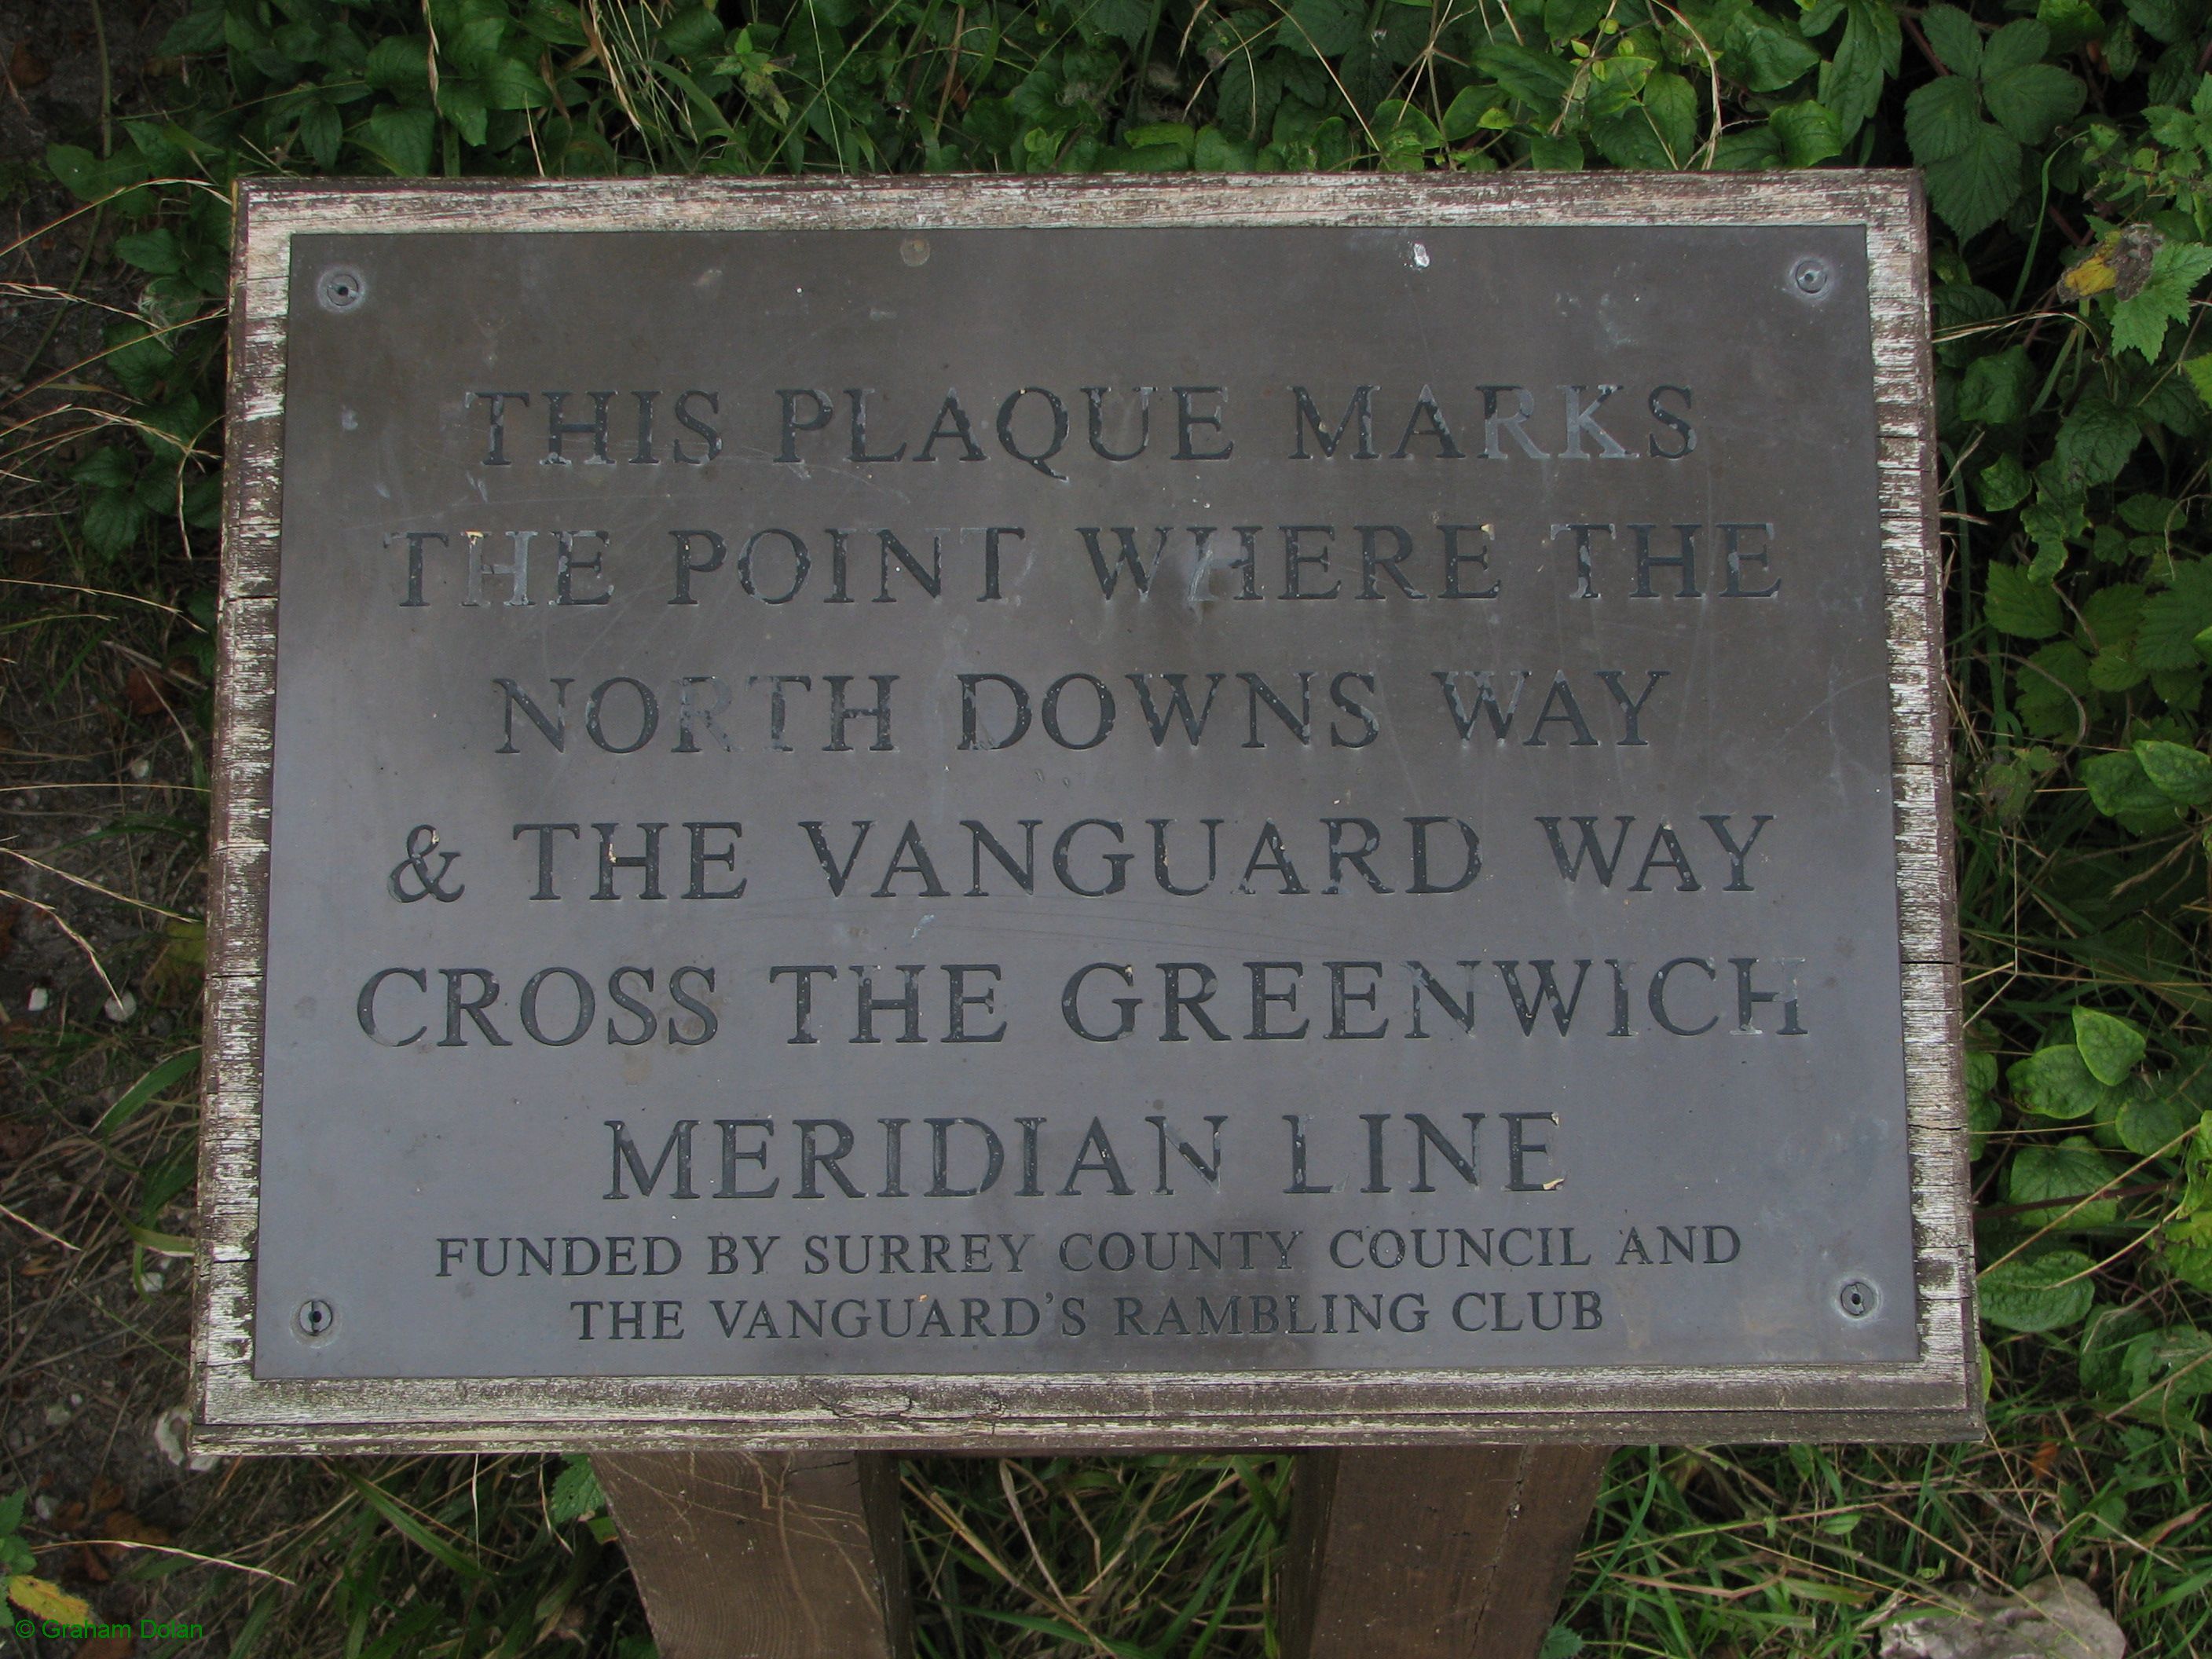 THIS PLAQUE MARKS
THE POINT WHERE THE
NORTH DOWNS WAY
& THE VANGUARD WAY
CROSS THE GREENWICH
MERIDIAN LINE
FUNDED BY SURREY COUNTY COUNCIL AND
THE VANGUARD'S RAMBLING CLUB
© Graham Dolan